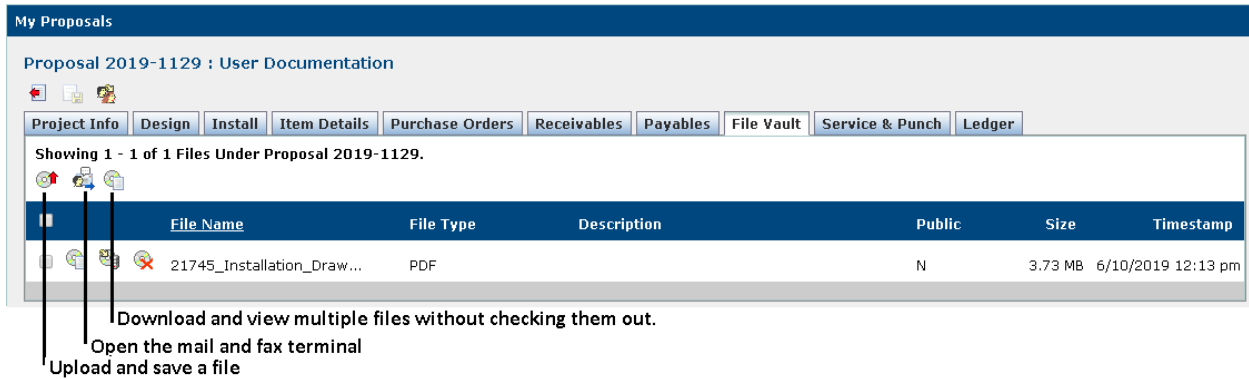 My Proposals
Proposal 2019-1129 : User Documentation
Project Info Design Install Item Details Purchase Orders Receivables Payables File Vault Service & Punch Ledger
Showing 1 - 1 of 1 Files Under Proposal 2019-1129.
File Name File Type Description Public Size Timestamp
21745_Installation_Draw... PDF N 3.73 MB 6/10/2019 12:13 pm
Download and view multiple files without checking them out.
Open the mail and fax terminal
Upload and save a file